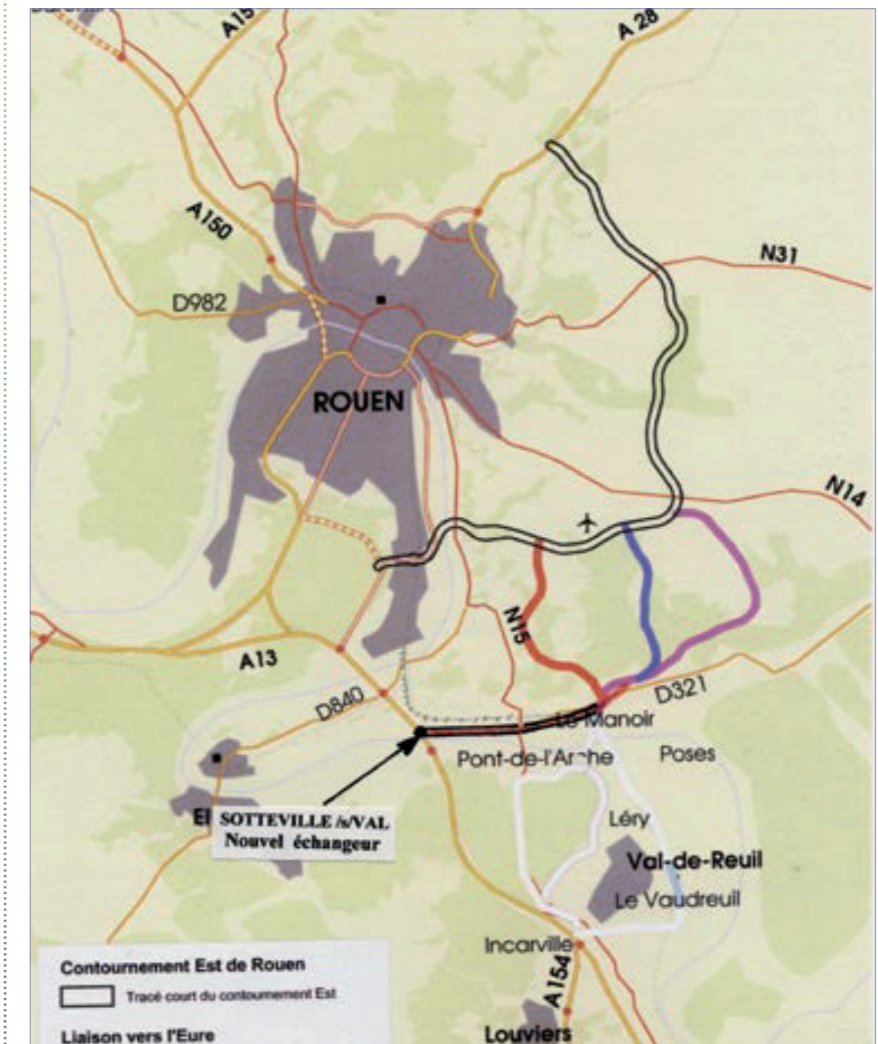 A15
A 28
A150
N31
D982
ROUEN
N14
N15
A13
D321
D840
Le Manoir
Pont-de-l'Arche
Poses
El
SOTTEVILLE /s/VAL
Nouvel échangeur
Léry
Val-de-Reuil
Le Vaudreuil
Incarville
A154
Louviers
Contournement Est de Rouen
Tracé court du contournement Est
Liaison vers l'Eure